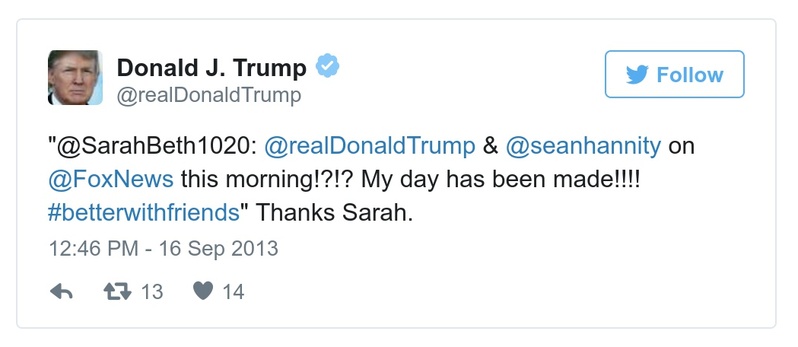 Donald J. Trump
@realDonaldTrump
Follow
"@SarahBeth1020: @realDonaldTrump & @seanhannity on
@FoxNews this morning!?!? My day has been made!!!!
#betterwithfriends" Thanks Sarah.
12:46 PM - 16 Sep 2013
13 14